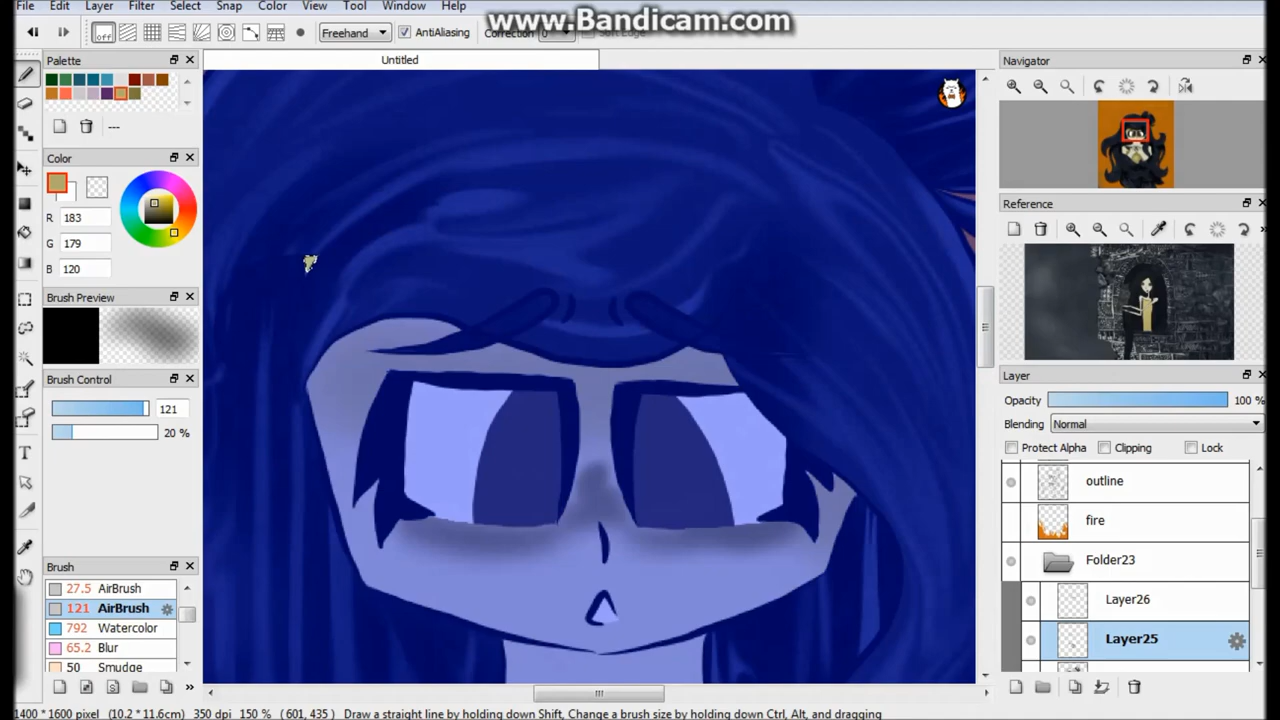 File Edit Layer Filter Select Snap Color View Tool Window Help
www.Bandicam.com
off Freehand AntiAliasing Correction 0 Soft Edge
Untitled
Palette
---
Color
R 183
G 179
B 120
Brush Preview
Brush Control
121
20 %
Brush
27.5 AirBrush
121 AirBrush
792 Watercolor
65.2 Blur
50 Smudge
Navigator
Reference
Layer
Opacity 100 %
Blending Normal
Protect Alpha Clipping Lock
outline
fire
Folder23
Layer26
Layer25
1400 * 1600 pixel (10.2 * 11.6cm) 350 dpi 150 % ( 601, 435) Draw a straight line by holding down Shift, Change a brush size by holding down Ctrl, Alt, and dragging